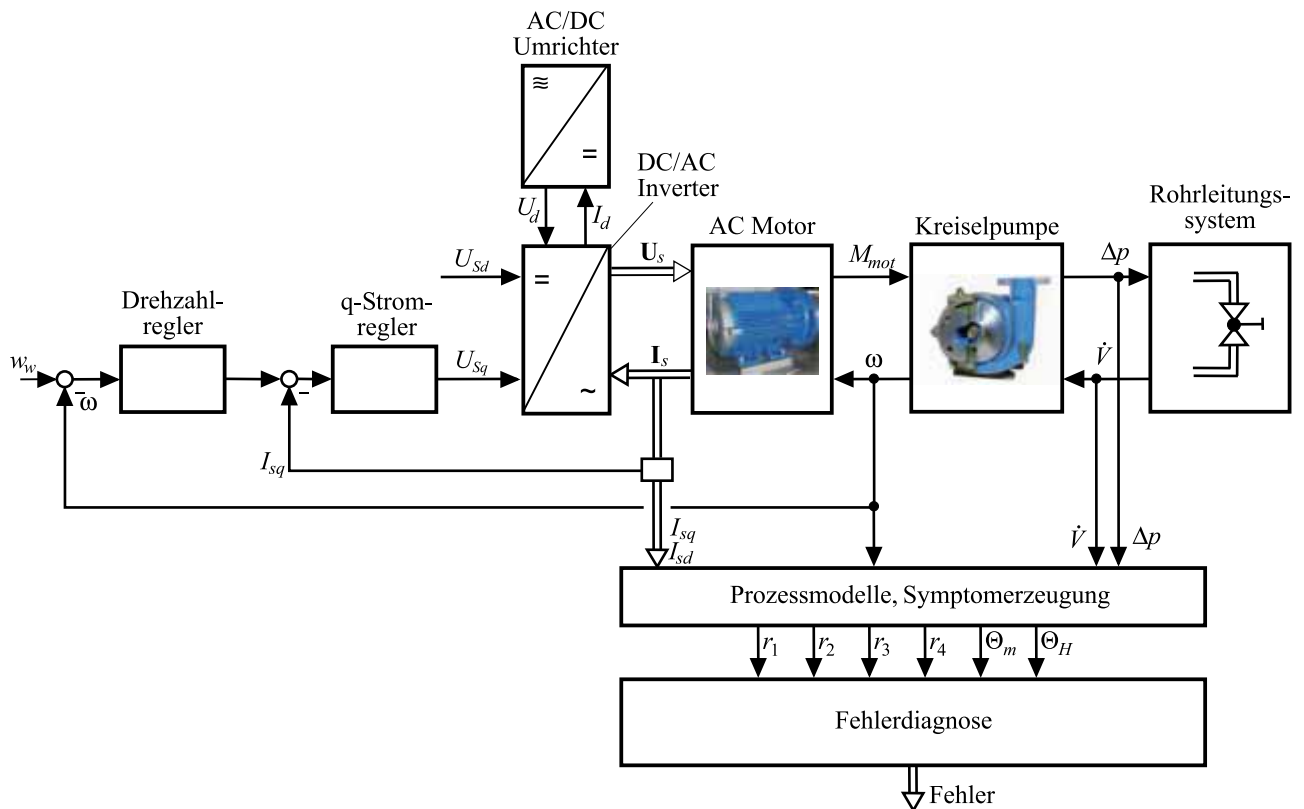 AC/DC
Umrichter
≋
=
DC/AC
Inverter
U_d
I_d
Rohrleitungs-
system
AC Motor
Kreiselpumpe
U_s
M_mot
Δp
U_Sd
=
Drehzahl-
regler
q-Strom-
regler
w_w
U_Sq
I_s
ω
V̇
~
-
ω
-
I_sq
I_sq
I_sd
V̇
Δp
Prozessmodelle, Symptomerzeugung
r_1 r_2 r_3 r_4 Θ_m Θ_H
Fehlerdiagnose
Fehler